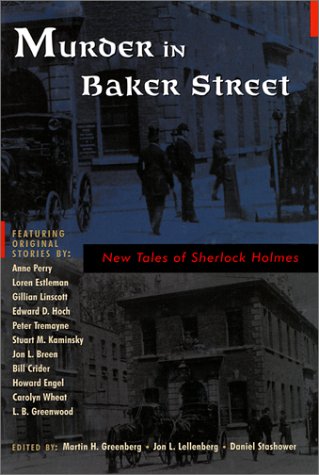 MURDER IN
BAKER STREET
FEATURING
ORIGINAL
STORIES BY:
Anne Perry
Loren Estleman
Gillian Linscott
Edward D. Hoch
Peter Tremayne
Stuart M. Kaminsky
Jon L. Breen
Bill Crider
Howard Engel
Carolyn Wheat
L. B. Greenwood
New Tales of Sherlock Holmes
EDITED BY: Martin H. Greenberg · Jon L. Lellenberg · Daniel Stashower